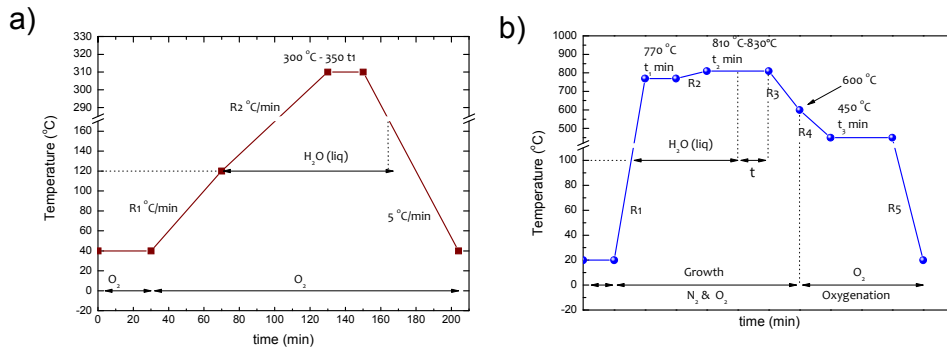 a)
330
320
310
300
290
160
140
120
100
80
60
40
20
0
-20
Temperature (°C)
300 °C - 350 t1
R2 °C/min
H₂O (liq)
R1 °C/min
5 °C/min
O₂
O₂
0 20 40 60 80 100 120 140 160 180 200
time (min)
b)
1000
900
800
700
600
500
100
80
60
40
20
0
-20
Temperature (°C)
770 °C
t₁ min
R2
810 °C-830ºC
t₂ min
R3
600 °C
R4
450 °C
t₃ min
H₂O (liq)
t
R1
R5
Growth
O₂
N₂ & O₂
Oxygenation
time (min)